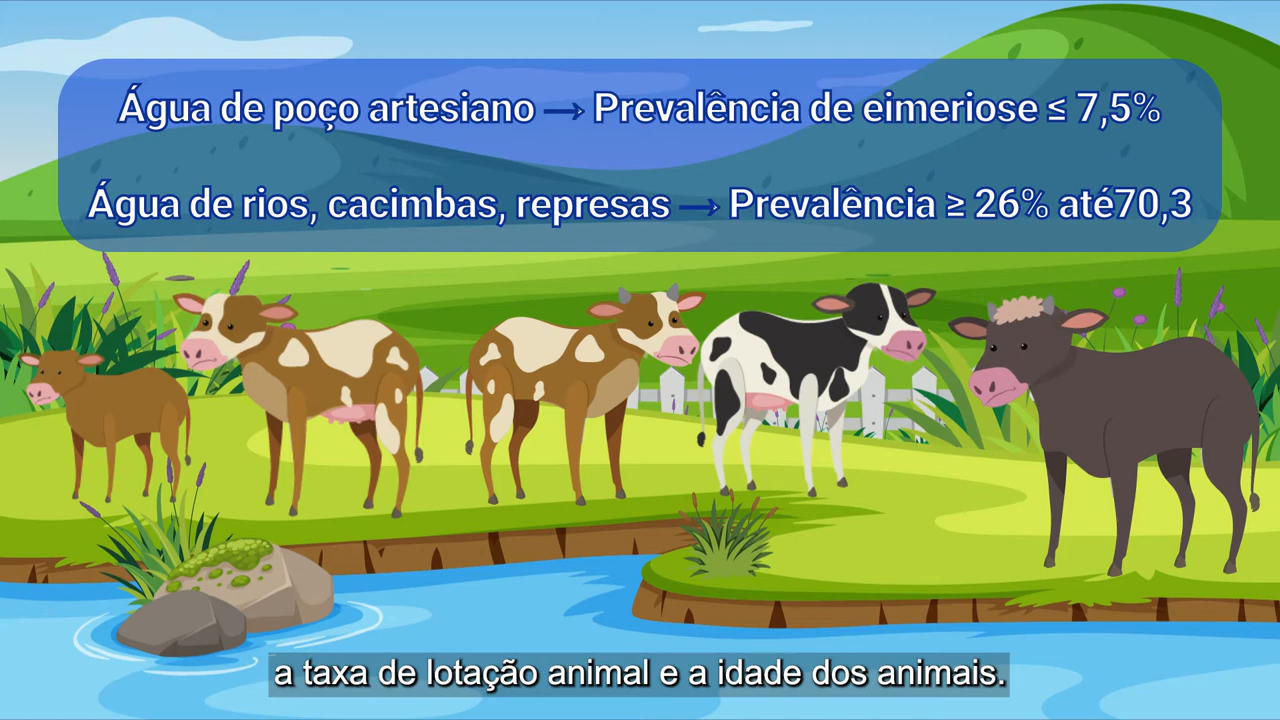 Água de poço artesiano → Prevalência de eimeriose ≤ 7,5%
Água de rios, cacimbas, represas → Prevalência ≥ 26% até70,3
a taxa de lotação animal e a idade dos animais.